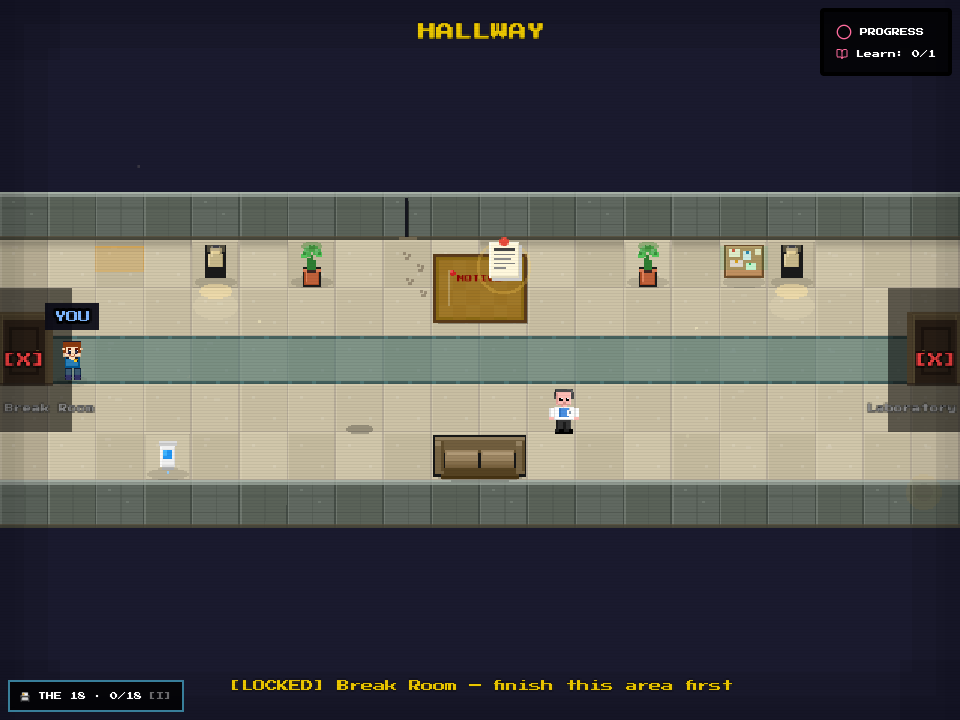 HALLWAY
PROGRESS
Learn: 0/1
YOU
[X]
[X]
Break Room
Laboratory
THE 18 · 0/18 [I]
[LOCKED] Break Room — finish this area first